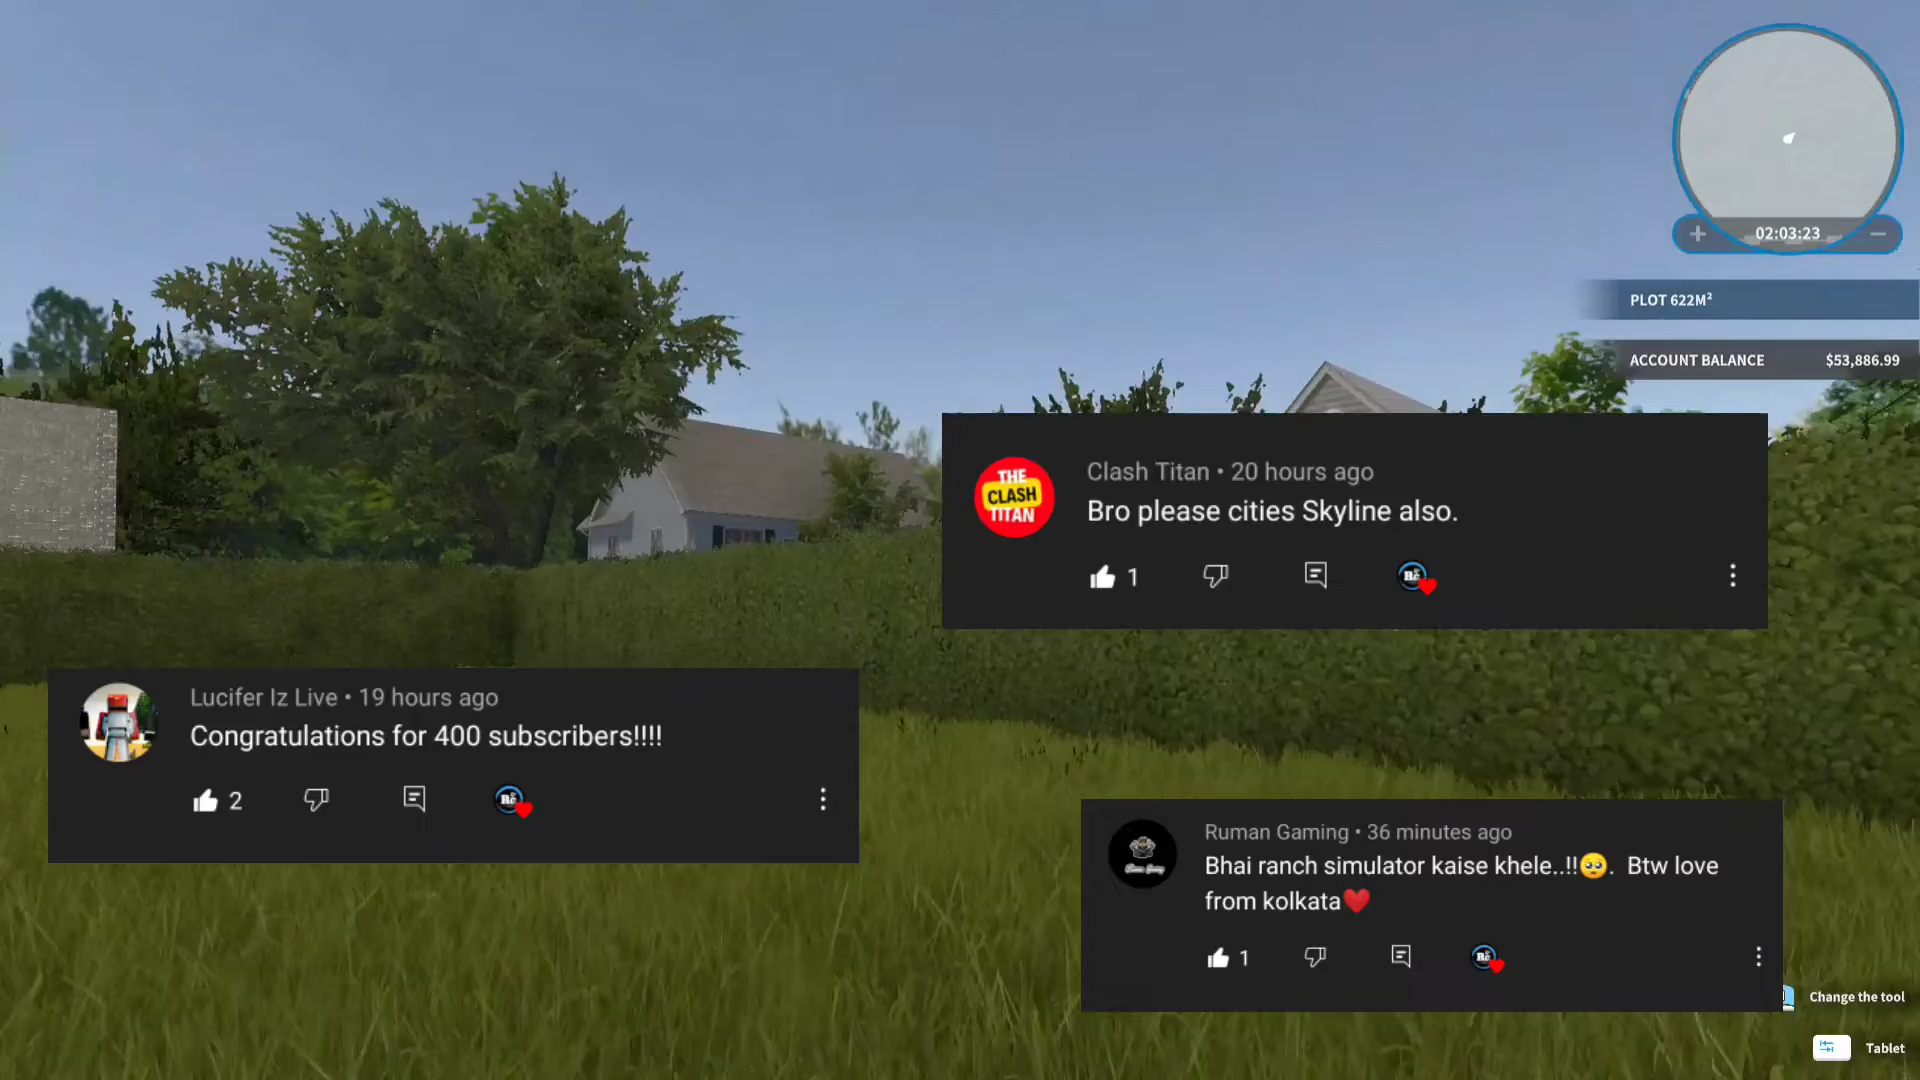 02:03:23
PLOT 622M²
ACCOUNT BALANCE $53,886.99
THE
CLASH
TITAN
Clash Titan • 20 hours ago
Bro please cities Skyline also.
1
Lucifer Iz Live • 19 hours ago
Congratulations for 400 subscribers!!!!
2
Ruman Gaming • 36 minutes ago
Bhai ranch simulator kaise khele..!!🥺. Btw love
from kolkata❤️
1
Change the tool
Tablet